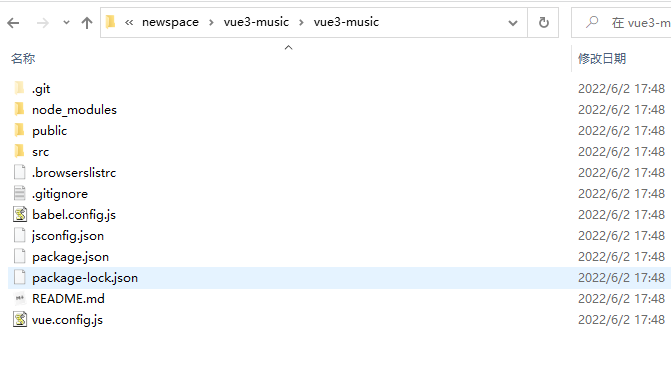 « newspace > vue3-music > vue3-music 在 vue3-m
名称 修改日期
.git 2022/6/2 17:48
node_modules 2022/6/2 17:48
public 2022/6/2 17:48
src 2022/6/2 17:48
.browserslistrc 2022/6/2 17:48
.gitignore 2022/6/2 17:48
babel.config.js 2022/6/2 17:48
jsconfig.json 2022/6/2 17:48
package.json 2022/6/2 17:48
package-lock.json 2022/6/2 17:48
README.md 2022/6/2 17:48
vue.config.js 2022/6/2 17:48